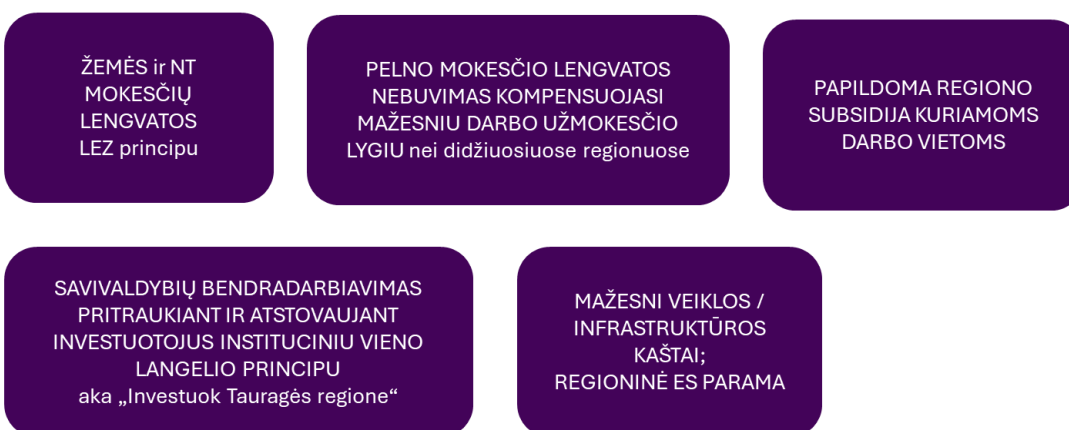 ŽEMĖS ir NT
MOKESČIŲ
LENGVATOS
LEZ principu
PELNO MOKESČIO LENGVATOS
NEBUVIMAS KOMPENSUOJASI
MAŽESNIU DARBO UŽMOKESČIO
LYGIU nei didžiuosiuose regionuose
PAPILDOMA REGIONO
SUBSIDIJA KURIAMOMS
DARBO VIETOMS
SAVIVALDYBIŲ BENDRADARBIAVIMAS
PRITRAUKIANT IR ATSTOVAUJANT
INVESTUOTOJUS INSTITUCINIU VIENO
LANGELIO PRINCIPU
aka „Investuok Tauragės regione“
MAŽESNI VEIKLOS /
INFRASTRUKTŪROS
KAŠTAI;
REGIONINĖ ES PARAMA